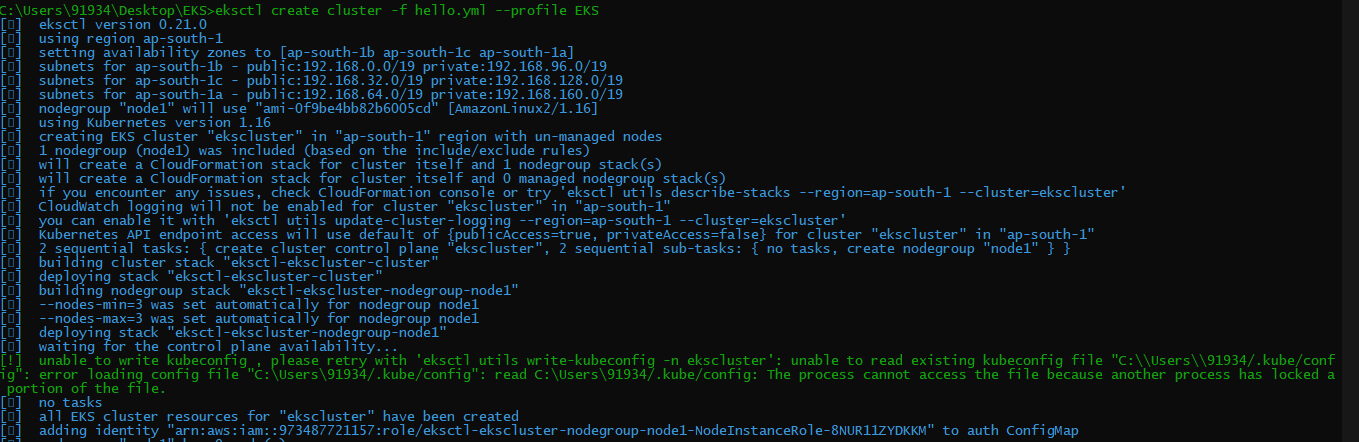 C:\Users\91934\Desktop\EKS>eksctl create cluster -f hello.yml --profile EKS
[▯]  eksctl version 0.21.0
[▯]  using region ap-south-1
[▯]  setting availability zones to [ap-south-1b ap-south-1c ap-south-1a]
[▯]  subnets for ap-south-1b - public:192.168.0.0/19 private:192.168.96.0/19
[▯]  subnets for ap-south-1c - public:192.168.32.0/19 private:192.168.128.0/19
[▯]  subnets for ap-south-1a - public:192.168.64.0/19 private:192.168.160.0/19
[▯]  nodegroup "node1" will use "ami-0f9be4bb82b6005cd" [AmazonLinux2/1.16]
[▯]  using Kubernetes version 1.16
[▯]  creating EKS cluster "ekscluster" in "ap-south-1" region with un-managed nodes
[▯]  1 nodegroup (node1) was included (based on the include/exclude rules)
[▯]  will create a CloudFormation stack for cluster itself and 1 nodegroup stack(s)
[▯]  will create a CloudFormation stack for cluster itself and 0 managed nodegroup stack(s)
[▯]  if you encounter any issues, check CloudFormation console or try 'eksctl utils describe-stacks --region=ap-south-1 --cluster=ekscluster'
[▯]  CloudWatch logging will not be enabled for cluster "ekscluster" in "ap-south-1"
[▯]  you can enable it with 'eksctl utils update-cluster-logging --region=ap-south-1 --cluster=ekscluster'
[▯]  Kubernetes API endpoint access will use default of {publicAccess=true, privateAccess=false} for cluster "ekscluster" in "ap-south-1"
[▯]  2 sequential tasks: { create cluster control plane "ekscluster", 2 sequential sub-tasks: { no tasks, create nodegroup "node1" } }
[▯]  building cluster stack "eksctl-ekscluster-cluster"
[▯]  deploying stack "eksctl-ekscluster-cluster"
[▯]  building nodegroup stack "eksctl-ekscluster-nodegroup-node1"
[▯]  --nodes-min=3 was set automatically for nodegroup node1
[▯]  --nodes-max=3 was set automatically for nodegroup node1
[▯]  deploying stack "eksctl-ekscluster-nodegroup-node1"
[▯]  waiting for the control plane availability...
[!]  unable to write kubeconfig , please retry with 'eksctl utils write-kubeconfig -n ekscluster': unable to read existing kubeconfig file "C:\\Users\\91934/.kube/conf
ig": error loading config file "C:\Users\91934/.kube/config": read C:\Users\91934/.kube/config: The process cannot access the file because another process has locked a
 portion of the file.
[▯]  no tasks
[▯]  all EKS cluster resources for "ekscluster" have been created
[▯]  adding identity "arn:aws:iam::973487721157:role/eksctl-ekscluster-nodegroup-node1-NodeInstanceRole-8NUR11ZYDKKM" to auth ConfigMap